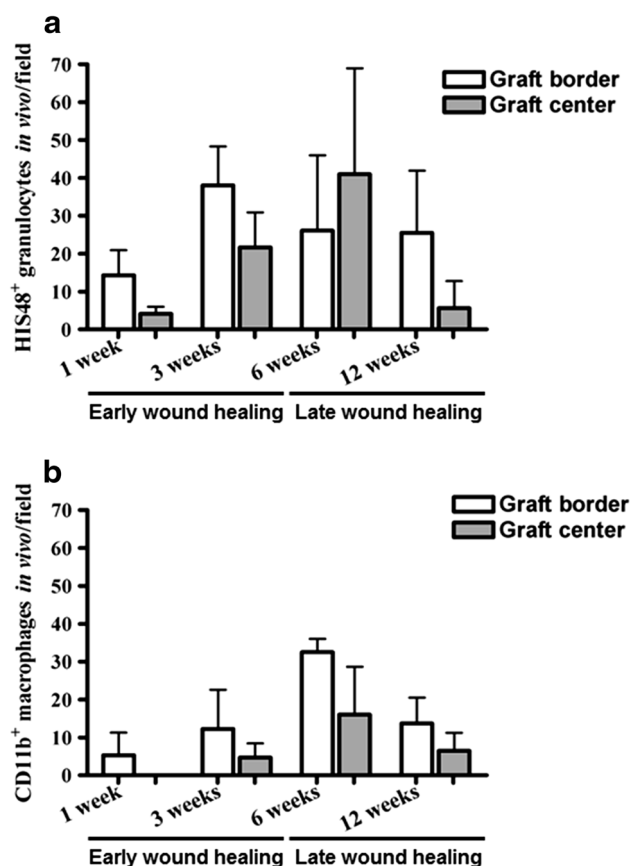 a
HIS48+ granulocytes in vivo/field
70
60
50
40
30
20
10
0
Graft border
Graft center
1 week
3 weeks
6 weeks
12 weeks
Early wound healing
Late wound healing
b
CD11b+ macrophages in vivo/field
70
60
50
40
30
20
10
0
Graft border
Graft center
1 week
3 weeks
6 weeks
12 weeks
Early wound healing
Late wound healing